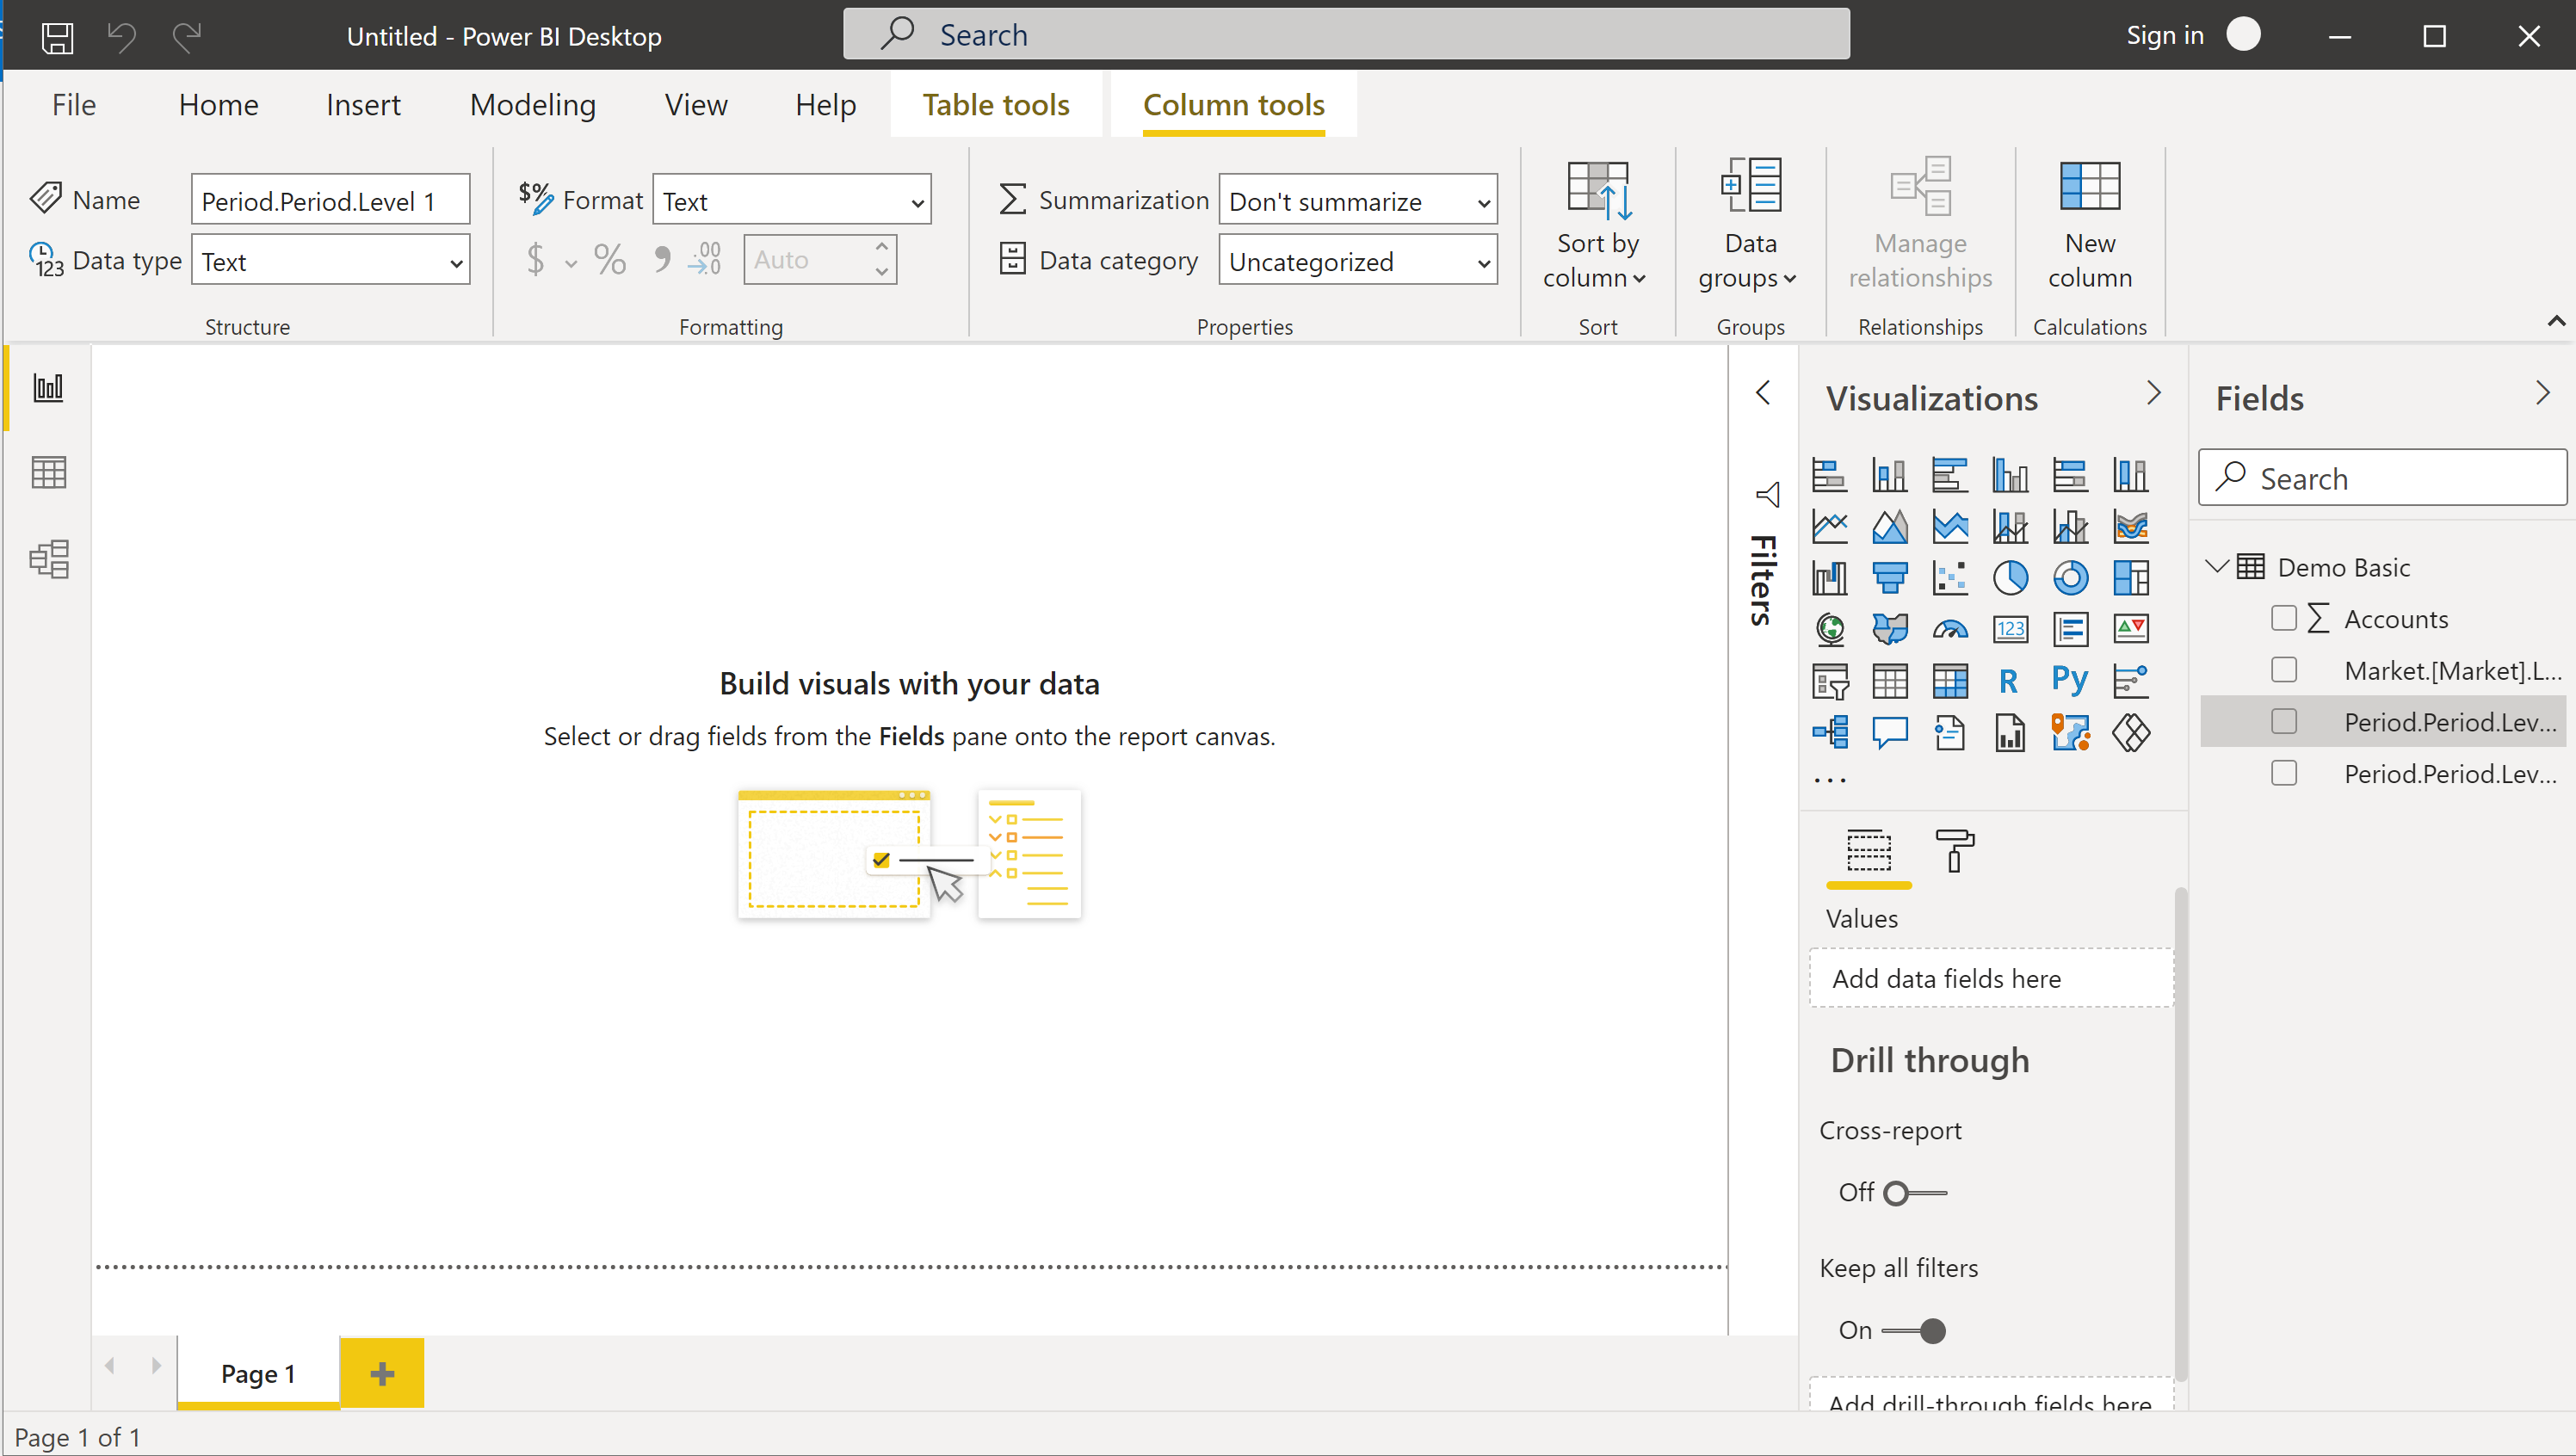 Untitled - Power BI Desktop
Search
Sign in
File Home Insert Modeling View Help Table tools Column tools
Name Period.Period.Level 1
Data type Text
Structure
$% Format Text
$ % , .00 .0 Auto
Formatting
Summarization Don't summarize
Data category Uncategorized
Properties
Sort by
column
Sort
Data
groups
Groups
Manage
relationships
Relationships
New
column
Calculations
Build visuals with your data
Select or drag fields from the Fields pane onto the report canvas.
Filters
Visualizations
123
R Py
...
Values
Add data fields here
Drill through
Cross-report
Off
Keep all filters
On
Add drill-through fields here
Fields
Search
Demo Basic
Accounts
Market.[Market].L...
Period.Period.Lev...
Period.Period.Lev...
Page 1
Page 1 of 1